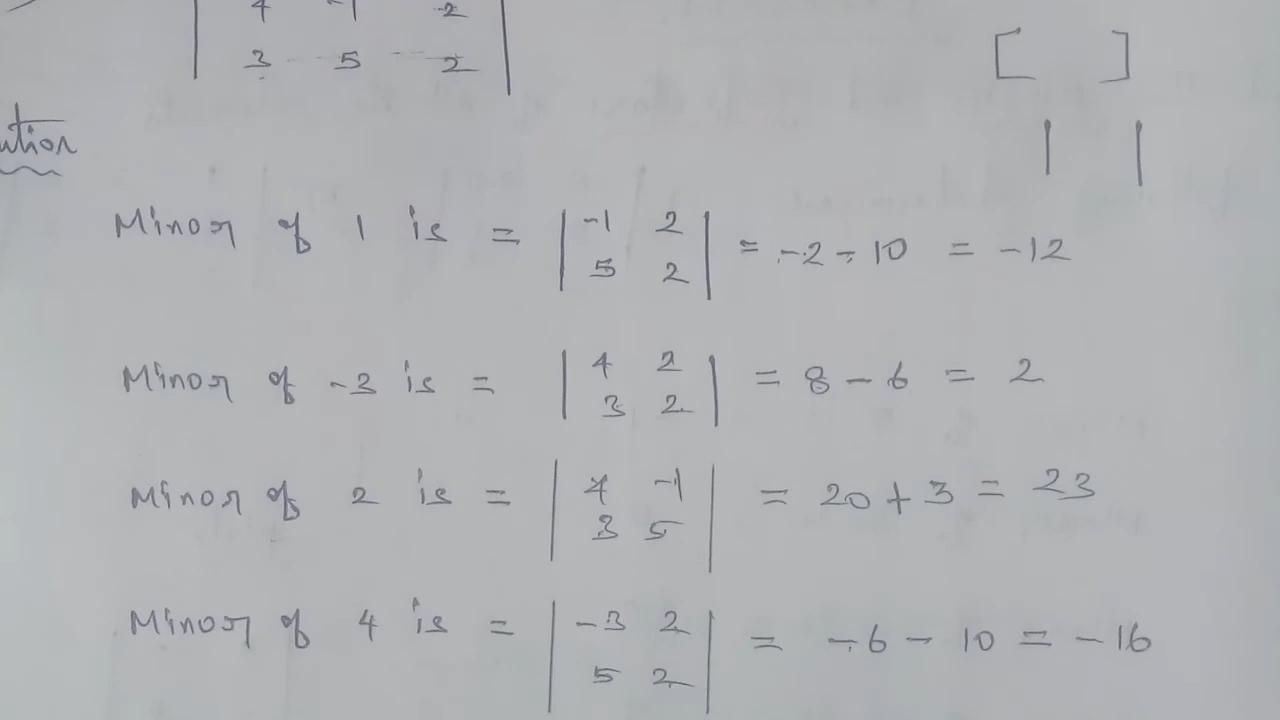 | 4 -1 2 |
| 3 5 2 |
[ ]
ution
| |
Minor of 1 is = | -1 2 | = -2 - 10 = -12
| 5 2 |
Minor of -3 is = | 4 2 | = 8 - 6 = 2
| 3 2 |
Minor of 2 is = | 4 -1 | = 20 + 3 = 23
| 3 5 |
Minor of 4 is = | -3 2 | = -6 - 10 = -16
| 5 2 |